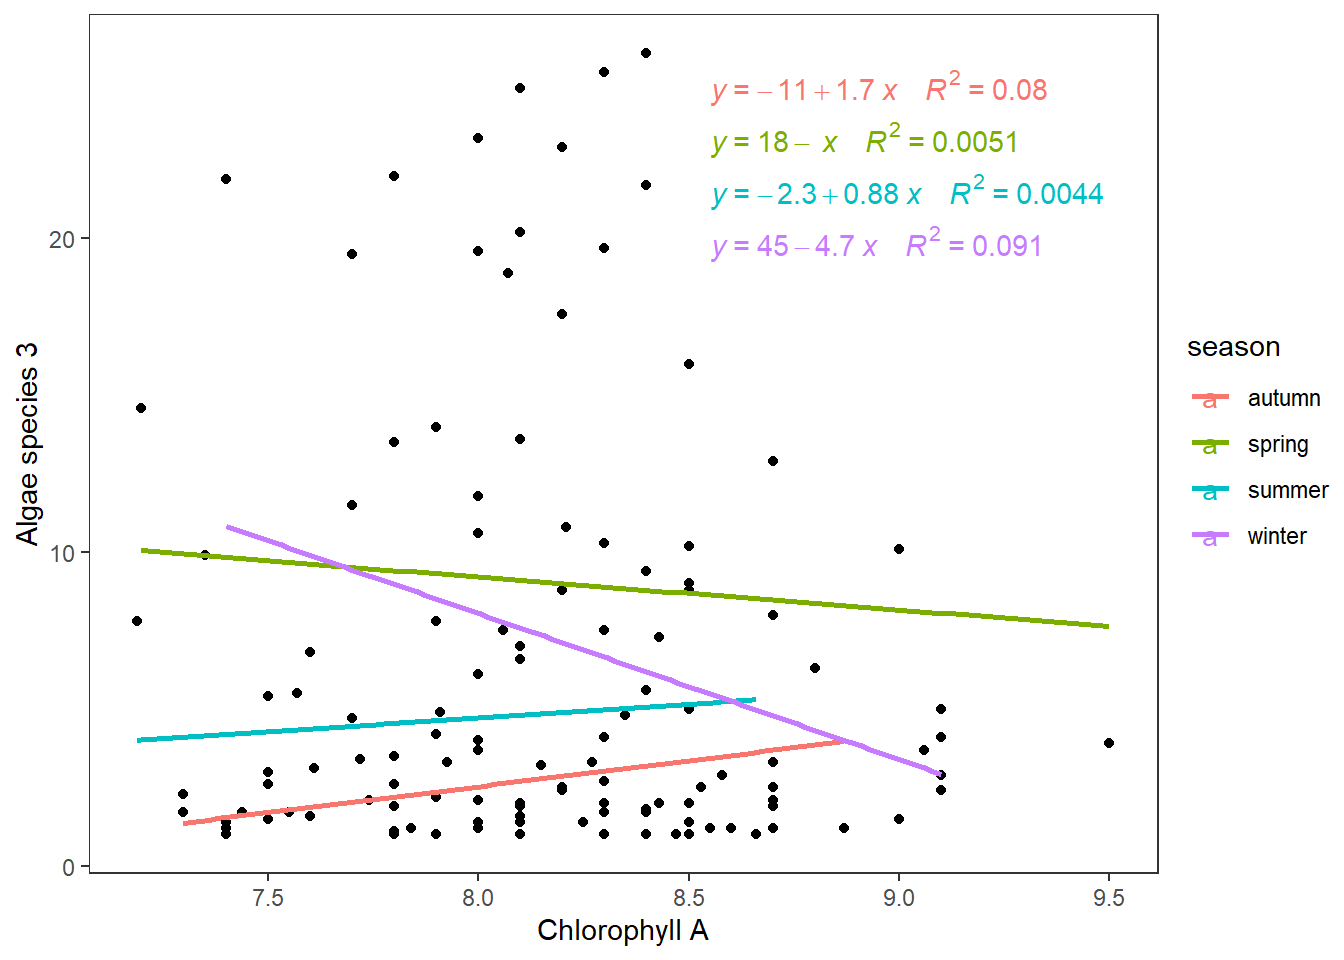 y = −11 + 1.7 x R² = 0.08
y = 18 − x R² = 0.0051
y = −2.3 + 0.88 x R² = 0.0044
y = 45 − 4.7 x R² = 0.091
20
10
0
Algae species 3
7.5 8.0 8.5 9.0 9.5
Chlorophyll A
season
a autumn
a spring
a summer
a winter